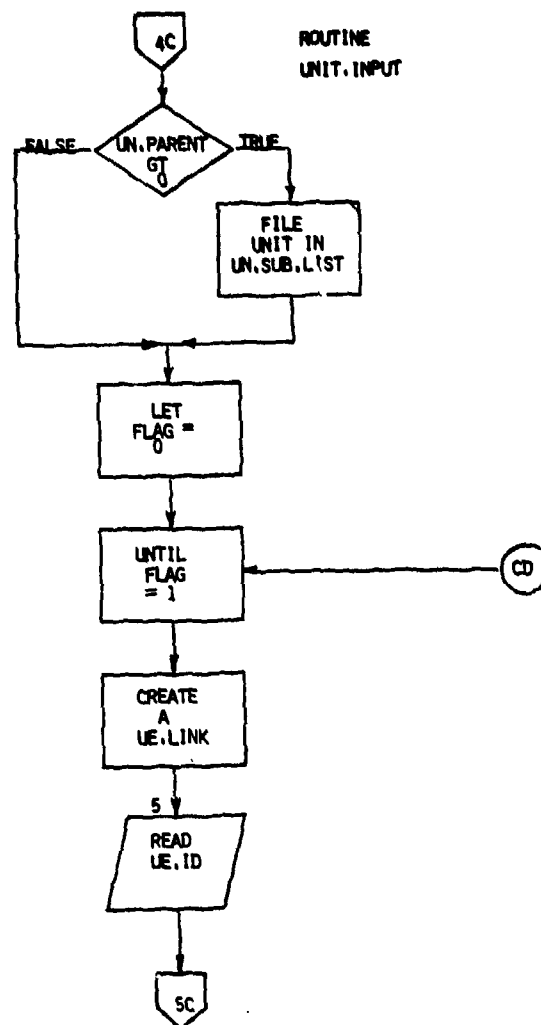 4C
ROUTINE
UNIT.INPUT
FALSE
UN.PARENT
GT
0
TRUE
FILE
UNIT IN
UN.SUB.LIST
LET
FLAG =
0
UNTIL
FLAG
= 1
CD
CREATE
A
UE.LINK
5
READ
UE.ID
5C